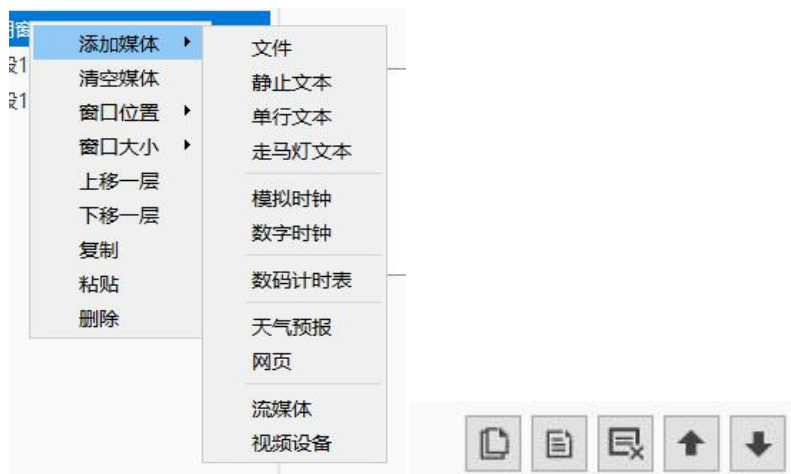 添加媒体
清空媒体
窗口位置
窗口大小
上移一层
下移一层
复制
粘贴
删除
文件
静止文本
单行文本
走马灯文本
模拟时钟
数字时钟
数码计时表
天气预报
网页
流媒体
视频设备